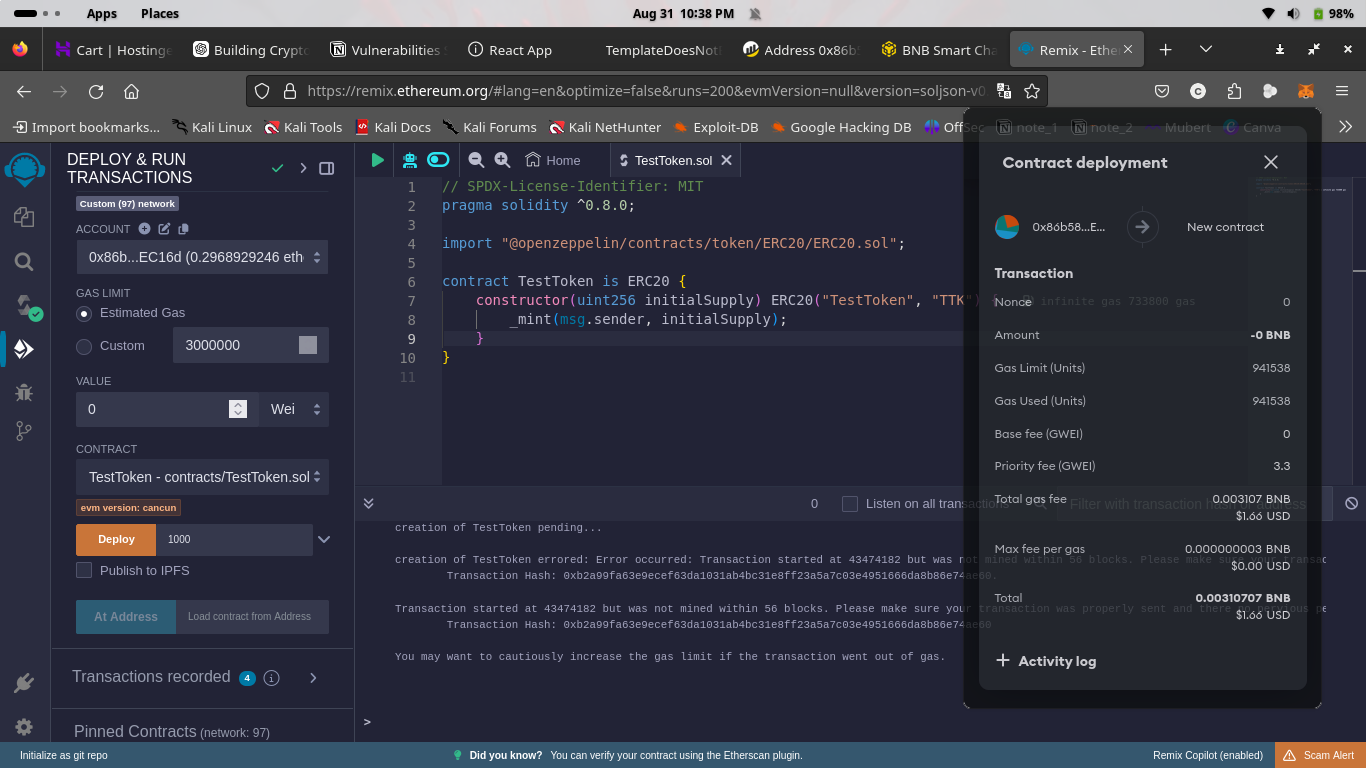 Apps Places Aug 31 10:38 PM 98%
Cart | Hostinge Building Crypto Vulnerabilities S React App TemplateDoesNot Address 0x86b5 BNB Smart Cha Remix - Ethe
https://remix.ethereum.org/#lang=en&optimize=false&runs=200&evmVersion=null&version=soljson-v0
Import bookmarks... Kali Linux Kali Tools Kali Docs Kali Forums Kali NetHunter Exploit-DB Google Hacking DB OffSec note_1 note_2 Mubert Canva
DEPLOY & RUN
TRANSACTIONS
Custom (97) network
ACCOUNT
0x86b...EC16d (0.2968929246 eth
GAS LIMIT
Estimated Gas
Custom 3000000
VALUE
0 Wei
CONTRACT
TestToken - contracts/TestToken.sol
evm version: cancun
Deploy 1000
Publish to IPFS
At Address Load contract from Address
Transactions recorded 4 i
Pinned Contracts (network: 97)
Home TestToken.sol
1 // SPDX-License-Identifier: MIT
2 pragma solidity ^0.8.0;
3
4 import "@openzeppelin/contracts/token/ERC20/ERC20.sol";
5
6 contract TestToken is ERC20 {
7 constructor(uint256 initialSupply) ERC20("TestToken", "TTK") { infinite gas 733800 gas
8 _mint(msg.sender, initialSupply);
9 }
10 }
11
0 Listen on all transactions Filter with transaction hash or address
creation of TestToken pending...
creation of TestToken errored: Error occurred: Transaction started at 43474182 but was not mined within 56 blocks. Please make sure your transac
Transaction Hash: 0xb2a99fa63e9ecef63da1031ab4bc31e8ff23a5a7c03e4951666da8b86e74ae60.
Transaction started at 43474182 but was not mined within 56 blocks. Please make sure your transaction was properly sent and there no pervious pe
Transaction Hash: 0xb2a99fa63e9ecef63da1031ab4bc31e8ff23a5a7c03e4951666da8b86e74ae60
You may want to cautiously increase the gas limit if the transaction went out of gas.
>
Contract deployment
0x86b58...E... New contract
Transaction
Nonce 0
Amount -0 BNB
Gas Limit (Units) 941538
Gas Used (Units) 941538
Base fee (GWEI) 0
Priority fee (GWEI) 3.3
Total gas fee 0.003107 BNB
$1.66 USD
Max fee per gas 0.000000003 BNB
$0.00 USD
Total 0.00310707 BNB
$1.66 USD
+ Activity log
Initialize as git repo Did you know? You can verify your contract using the Etherscan plugin. Remix Copilot (enabled) Scam Alert